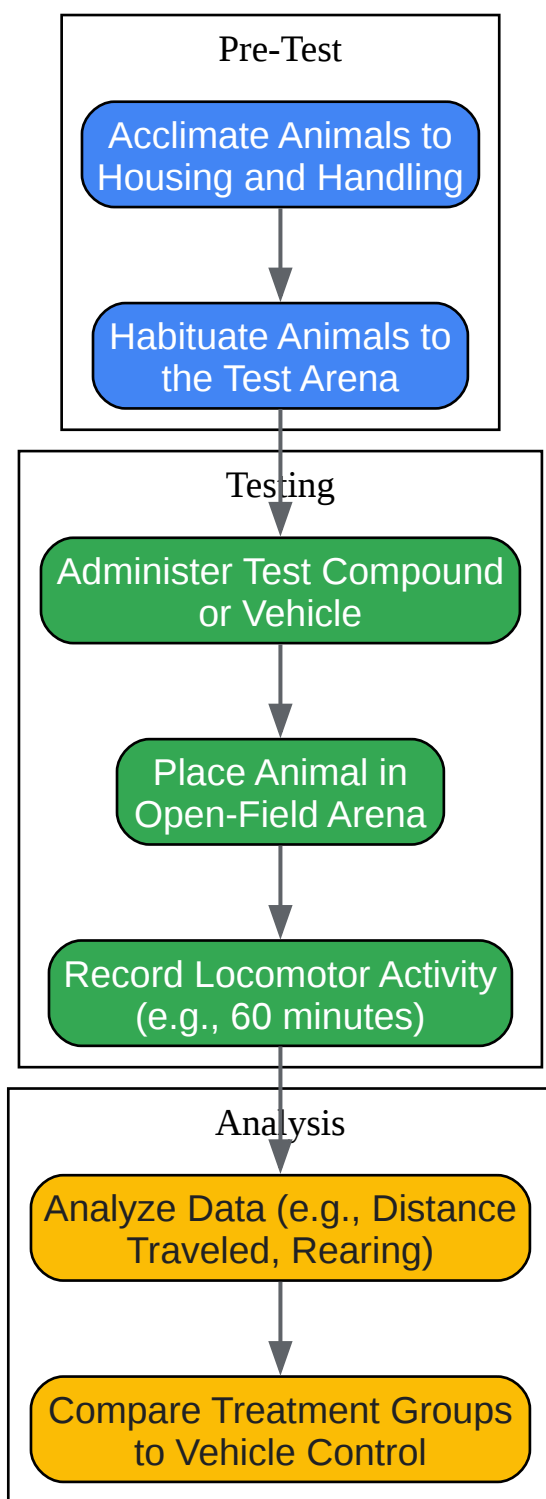 Pre-Test
Acclimate Animals to
Housing and Handling
Habituate Animals to
the Test Arena
Testing
Administer Test Compound
or Vehicle
Place Animal in
Open-Field Arena
Record Locomotor Activity
(e.g., 60 minutes)
Analysis
Analyze Data (e.g., Distance
Traveled, Rearing)
Compare Treatment Groups
to Vehicle Control